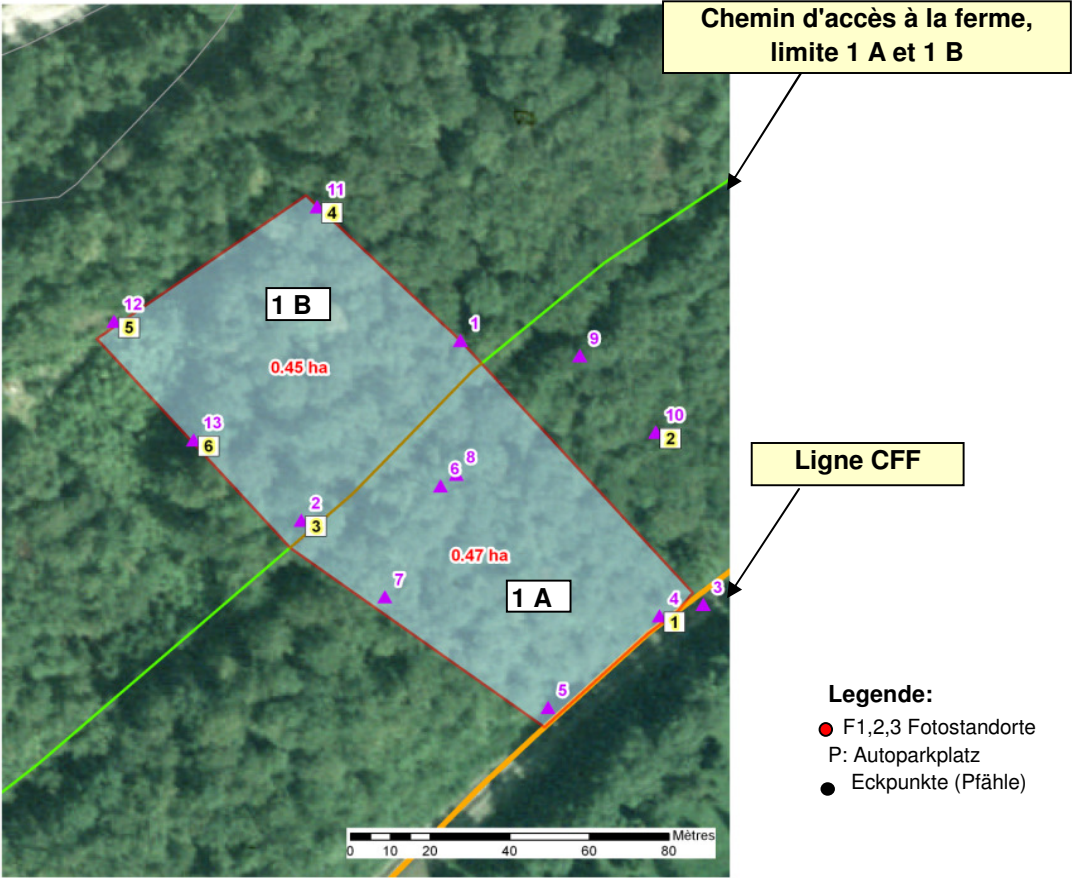 Chemin d'accès à la ferme,
limite 1 A et 1 B
11
4
1 B
12
5
1
9
0.45 ha
13
6
10
2
8
6
Ligne CFF
2
3
0.47 ha
7
1 A
4
3
1
5
Legende:
F1,2,3 Fotostandorte
P: Autoparkplatz
Eckpunkte (Pfähle)
Mètres
0 10 20 40 60 80